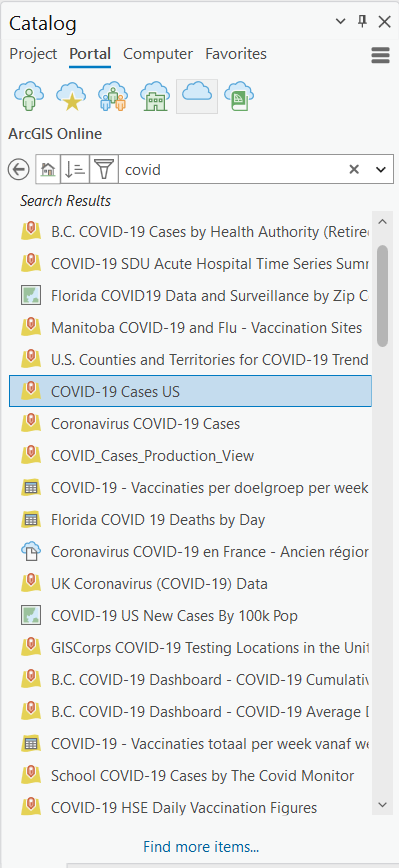 Catalog
Project Portal Computer Favorites
ArcGIS Online
covid
Search Results
B.C. COVID-19 Cases by Health Authority (Retire
COVID-19 SDU Acute Hospital Time Series Sum
Florida COVID19 Data and Surveillance by Zip C
Manitoba COVID-19 and Flu - Vaccination Sites
U.S. Counties and Territories for COVID-19 Trend
COVID-19 Cases US
Coronavirus COVID-19 Cases
COVID_Cases_Production_View
COVID-19 - Vaccinaties per doelgroep per week
Florida COVID 19 Deaths by Day
Coronavirus COVID-19 en France - Ancien région
UK Coronavirus (COVID-19) Data
COVID-19 US New Cases By 100k Pop
GISCorps COVID-19 Testing Locations in the Unit
B.C. COVID-19 Dashboard - COVID-19 Cumulativ
B.C. COVID-19 Dashboard - COVID-19 Average D
COVID-19 - Vaccinaties totaal per week vanaf we
School COVID-19 Cases by The Covid Monitor
COVID-19 HSE Daily Vaccination Figures
Find more items...